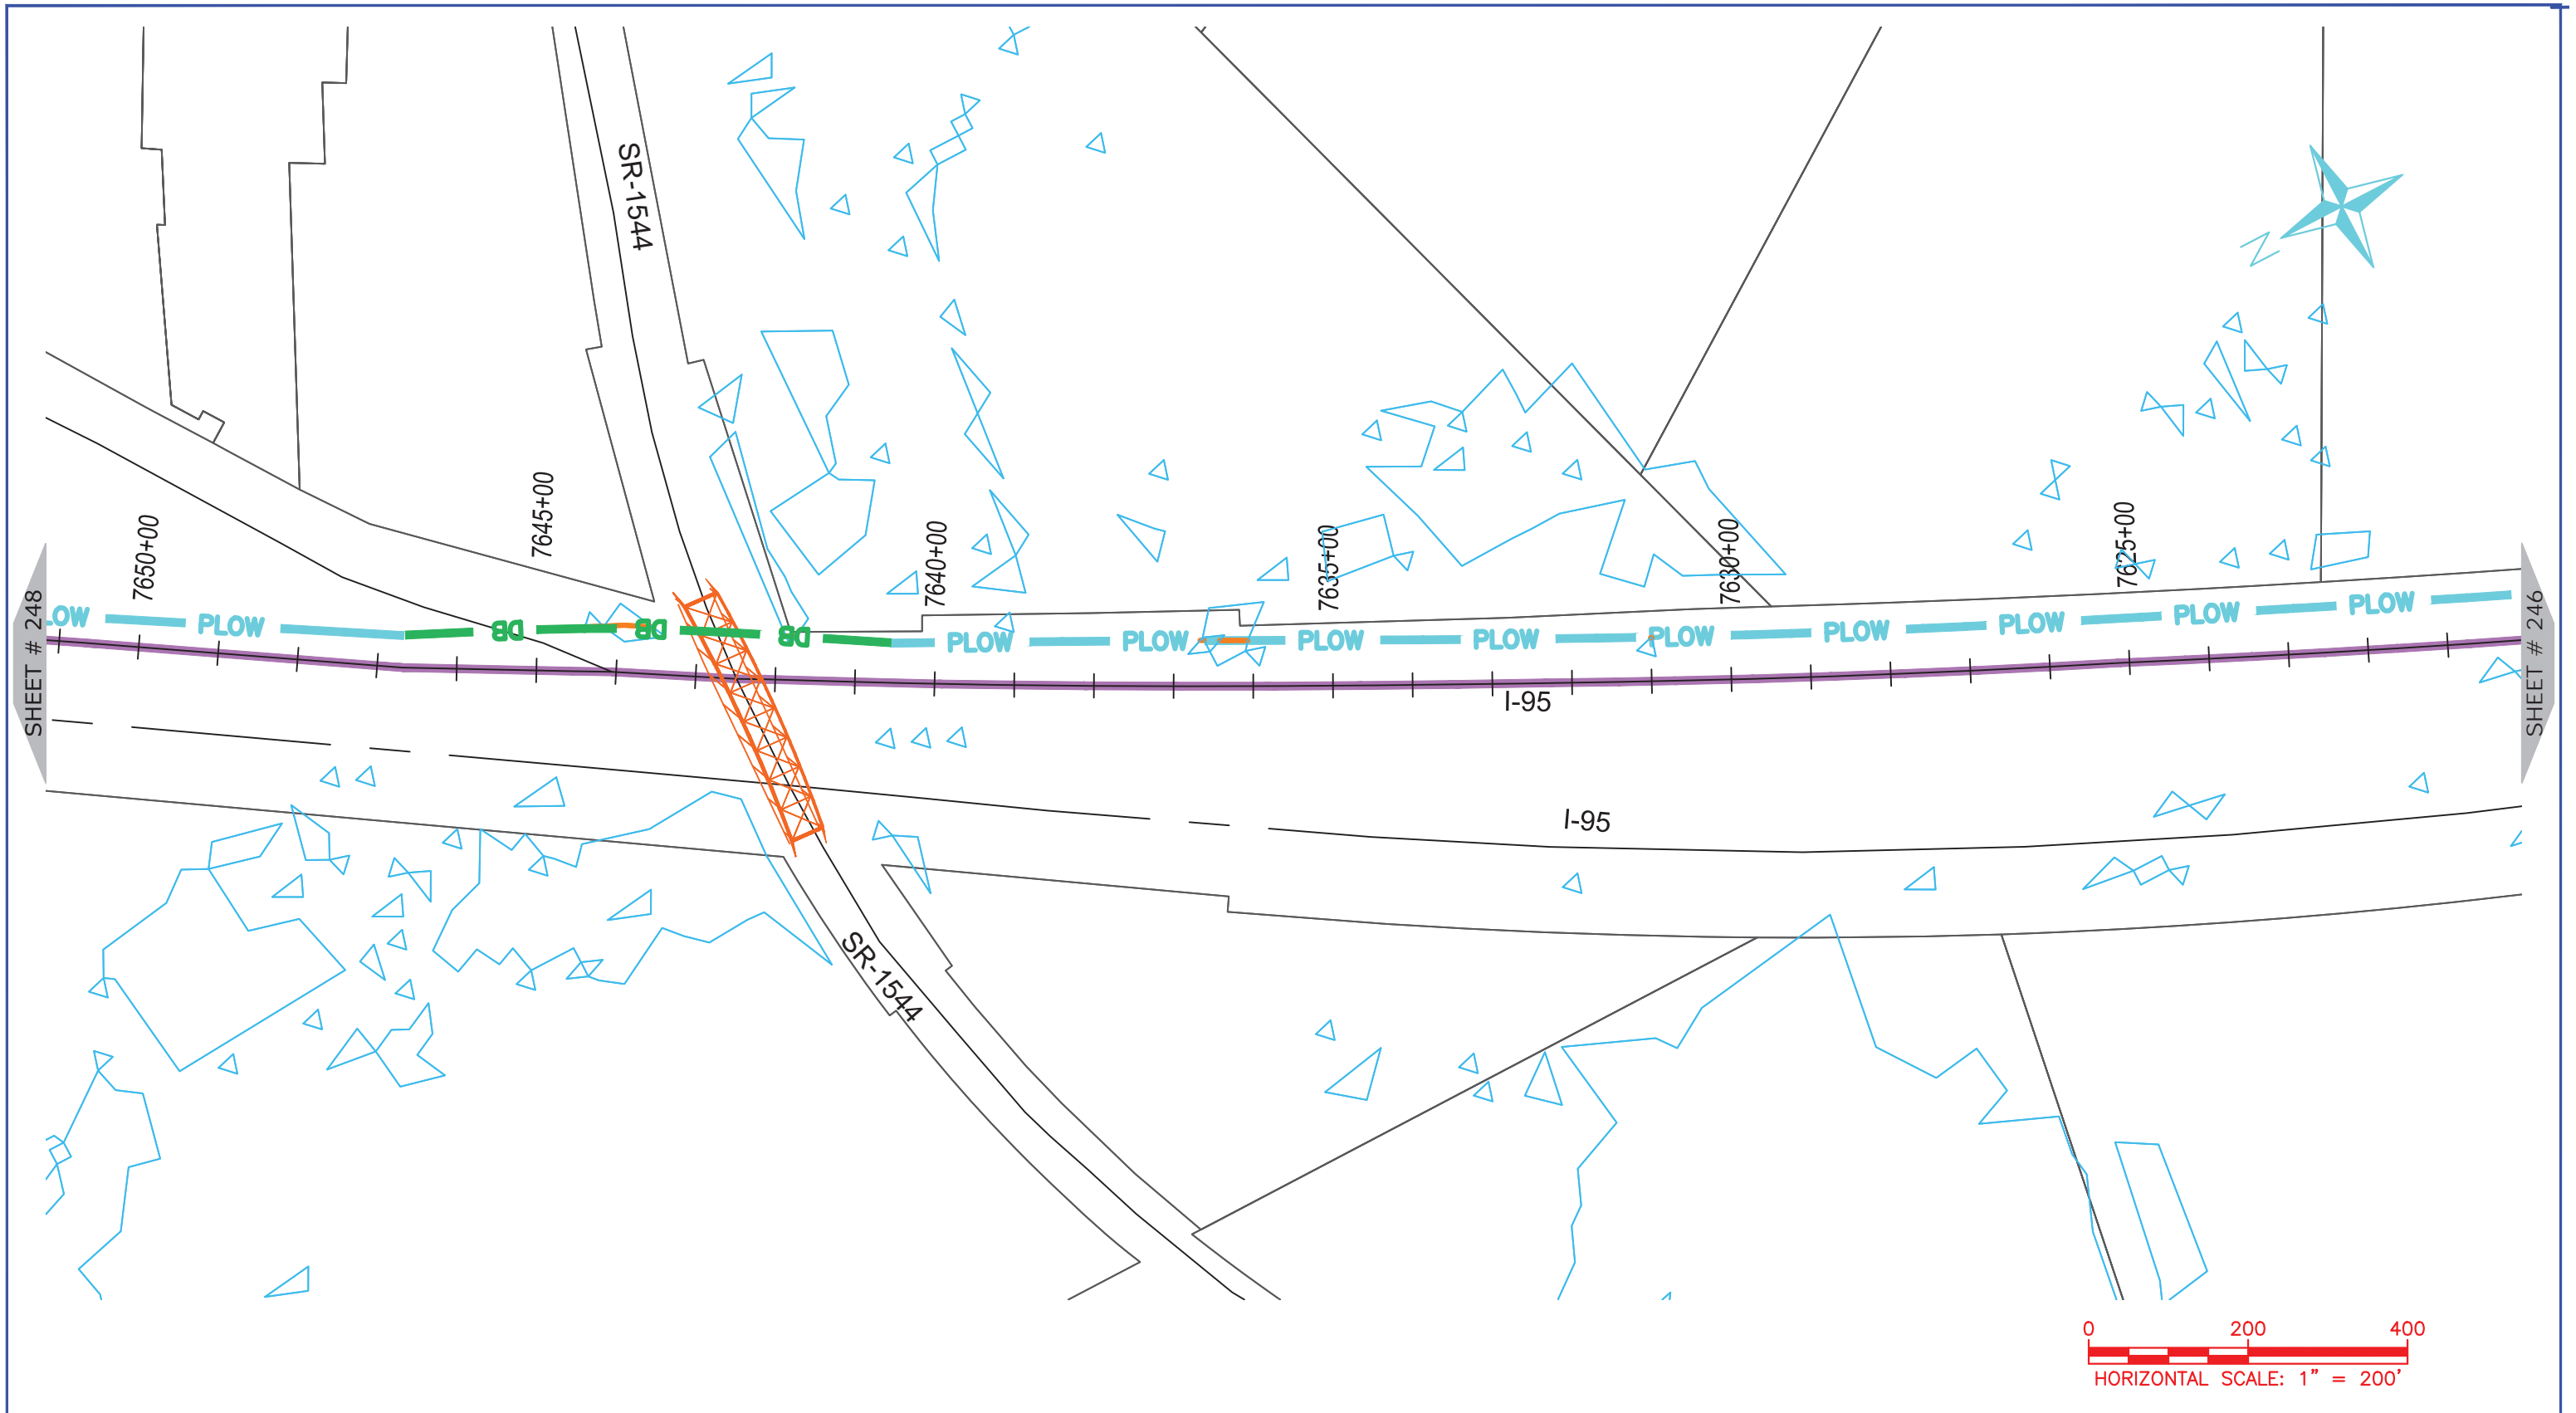 SR-1544
N
7650+00
7645+00
7640+00
7635+00
7630+00
7625+00
SHEET # 248
SHEET # 246
LOW PLOW DB DB DB PLOW PLOW PLOW PLOW PLOW PLOW PLOW PLOW PLOW
I-95
I-95
SR-1544
0 200 400
HORIZONTAL SCALE: 1" = 200'